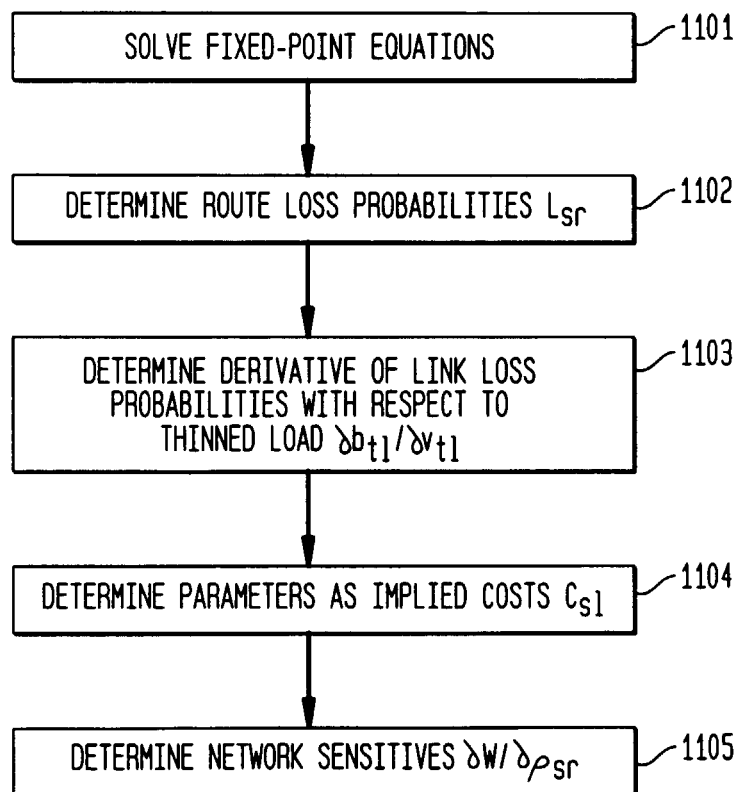 SOLVE FIXED-POINT EQUATIONS
1101
DETERMINE ROUTE LOSS PROBABILITIES Lsr
1102
DETERMINE DERIVATIVE OF LINK LOSS
PROBABILITIES WITH RESPECT TO
THINNED LOAD ∂btl/∂vtl
1103
DETERMINE PARAMETERS AS IMPLIED COSTS Csl
1104
DETERMINE NETWORK SENSITIVES ∂W/∂ρsr
1105